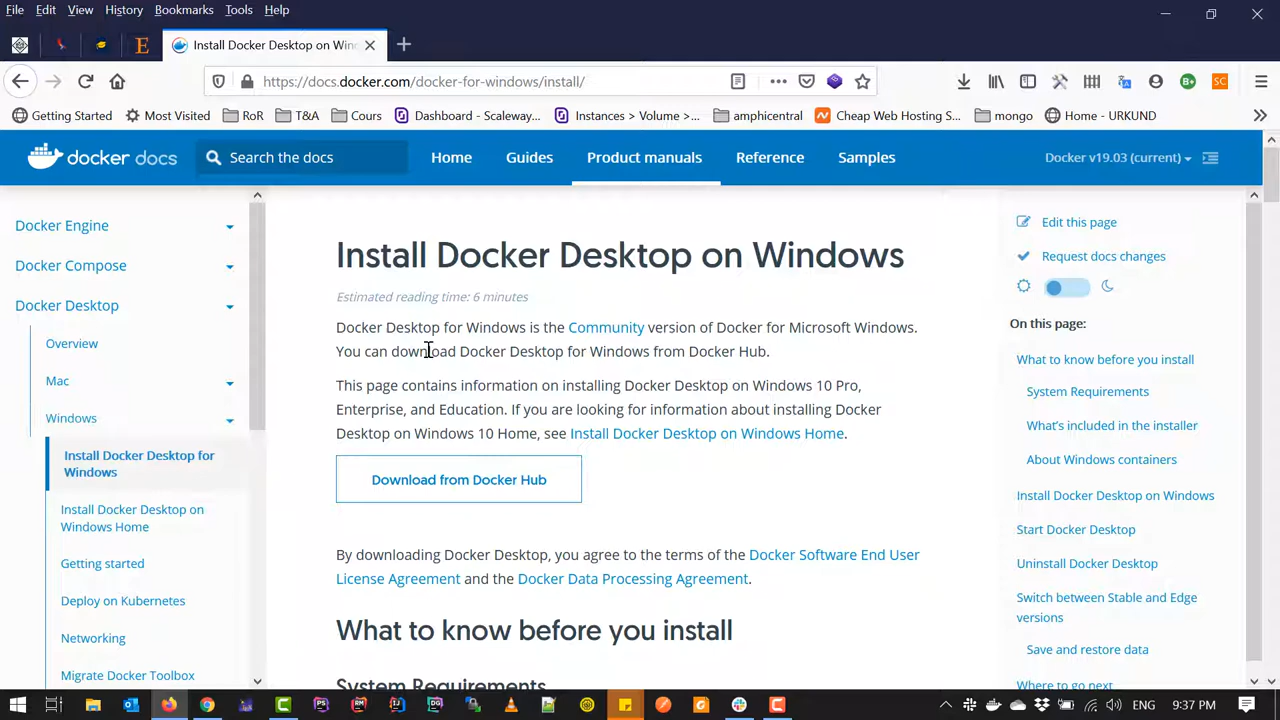 File Edit View History Bookmarks Tools Help
Install Docker Desktop on Win
https://docs.docker.com/docker-for-windows/install/
Getting Started Most Visited RoR T&A Cours Dashboard - Scaleway... Instances > Volume >... amphicentral Cheap Web Hosting S... mongo Home - URKUND
docker docs Search the docs Home Guides Product manuals Reference Samples Docker v19.03 (current)
Docker Engine
Docker Compose
Docker Desktop
Overview
Mac
Windows
Install Docker Desktop for
Windows
Install Docker Desktop on
Windows Home
Getting started
Deploy on Kubernetes
Networking
Migrate Docker Toolbox
Install Docker Desktop on Windows
Estimated reading time: 6 minutes
Docker Desktop for Windows is the Community version of Docker for Microsoft Windows.
You can download Docker Desktop for Windows from Docker Hub.
This page contains information on installing Docker Desktop on Windows 10 Pro,
Enterprise, and Education. If you are looking for information about installing Docker
Desktop on Windows 10 Home, see Install Docker Desktop on Windows Home.
Download from Docker Hub
By downloading Docker Desktop, you agree to the terms of the Docker Software End User
License Agreement and the Docker Data Processing Agreement.
What to know before you install
System Requirements
Edit this page
Request docs changes
On this page:
What to know before you install
System Requirements
What's included in the installer
About Windows containers
Install Docker Desktop on Windows
Start Docker Desktop
Uninstall Docker Desktop
Switch between Stable and Edge
versions
Save and restore data
Where to go next
ENG 9:37 PM